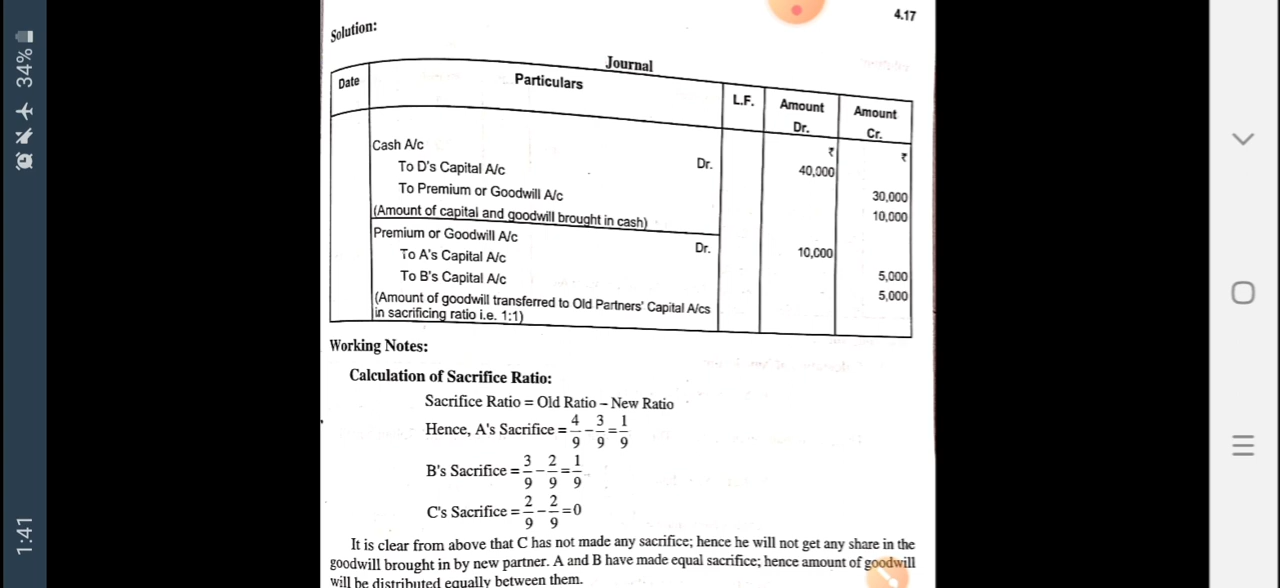 4.17
Solution:
Journal
Date Particulars L.F. Amount Dr. Amount Cr.
₹ ₹
Cash A/c Dr. 40,000
To D's Capital A/c 30,000
To Premium or Goodwill A/c 10,000
(Amount of capital and goodwill brought in cash)
Premium or Goodwill A/c Dr. 10,000
To A's Capital A/c 5,000
To B's Capital A/c 5,000
(Amount of goodwill transferred to Old Partners' Capital A/cs
in sacrificing ratio i.e. 1:1)
Working Notes:
Calculation of Sacrifice Ratio:
Sacrifice Ratio = Old Ratio – New Ratio
Hence, A's Sacrifice = 4/9 – 3/9 = 1/9
B's Sacrifice = 3/9 – 2/9 = 1/9
C's Sacrifice = 2/9 – 2/9 = 0
It is clear from above that C has not made any sacrifice; hence he will not get any share in the
goodwill brought in by new partner. A and B have made equal sacrifice; hence amount of goodwill
will be distributed equally between them.
34%
1:41